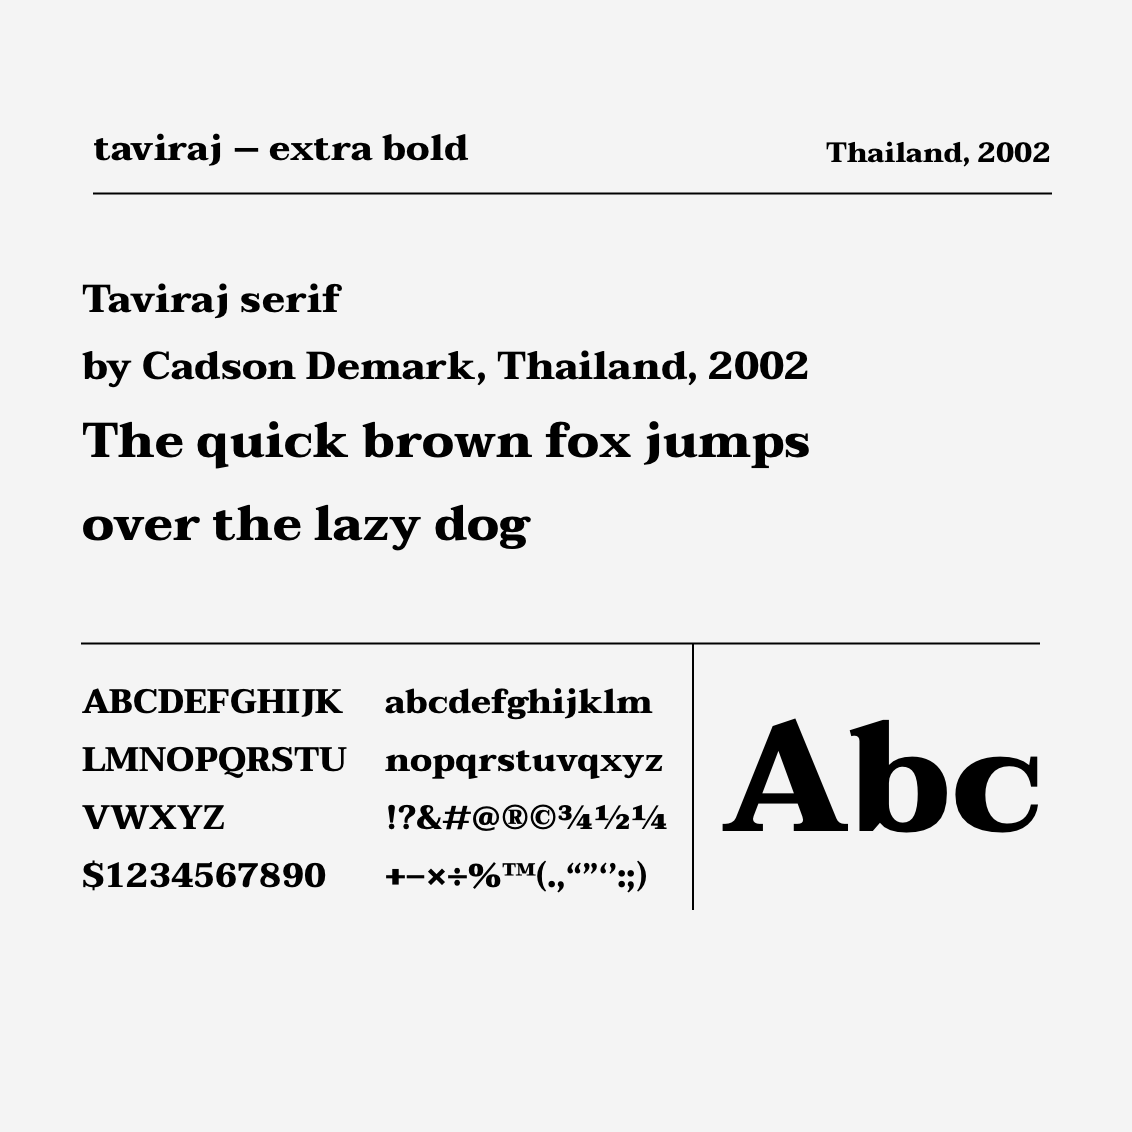 taviraj – extra bold
Thailand, 2002
Taviraj serif
by Cadson Demark, Thailand, 2002
The quick brown fox jumps
over the lazy dog
ABCDEFGHIJK
LMNOPQRSTU
VWXYZ
$1234567890
abcdefghijklm
nopqrstuvqxyz
!?&#@®©¾½¼
+–×÷%™(.,“”‘’:;)
Abc